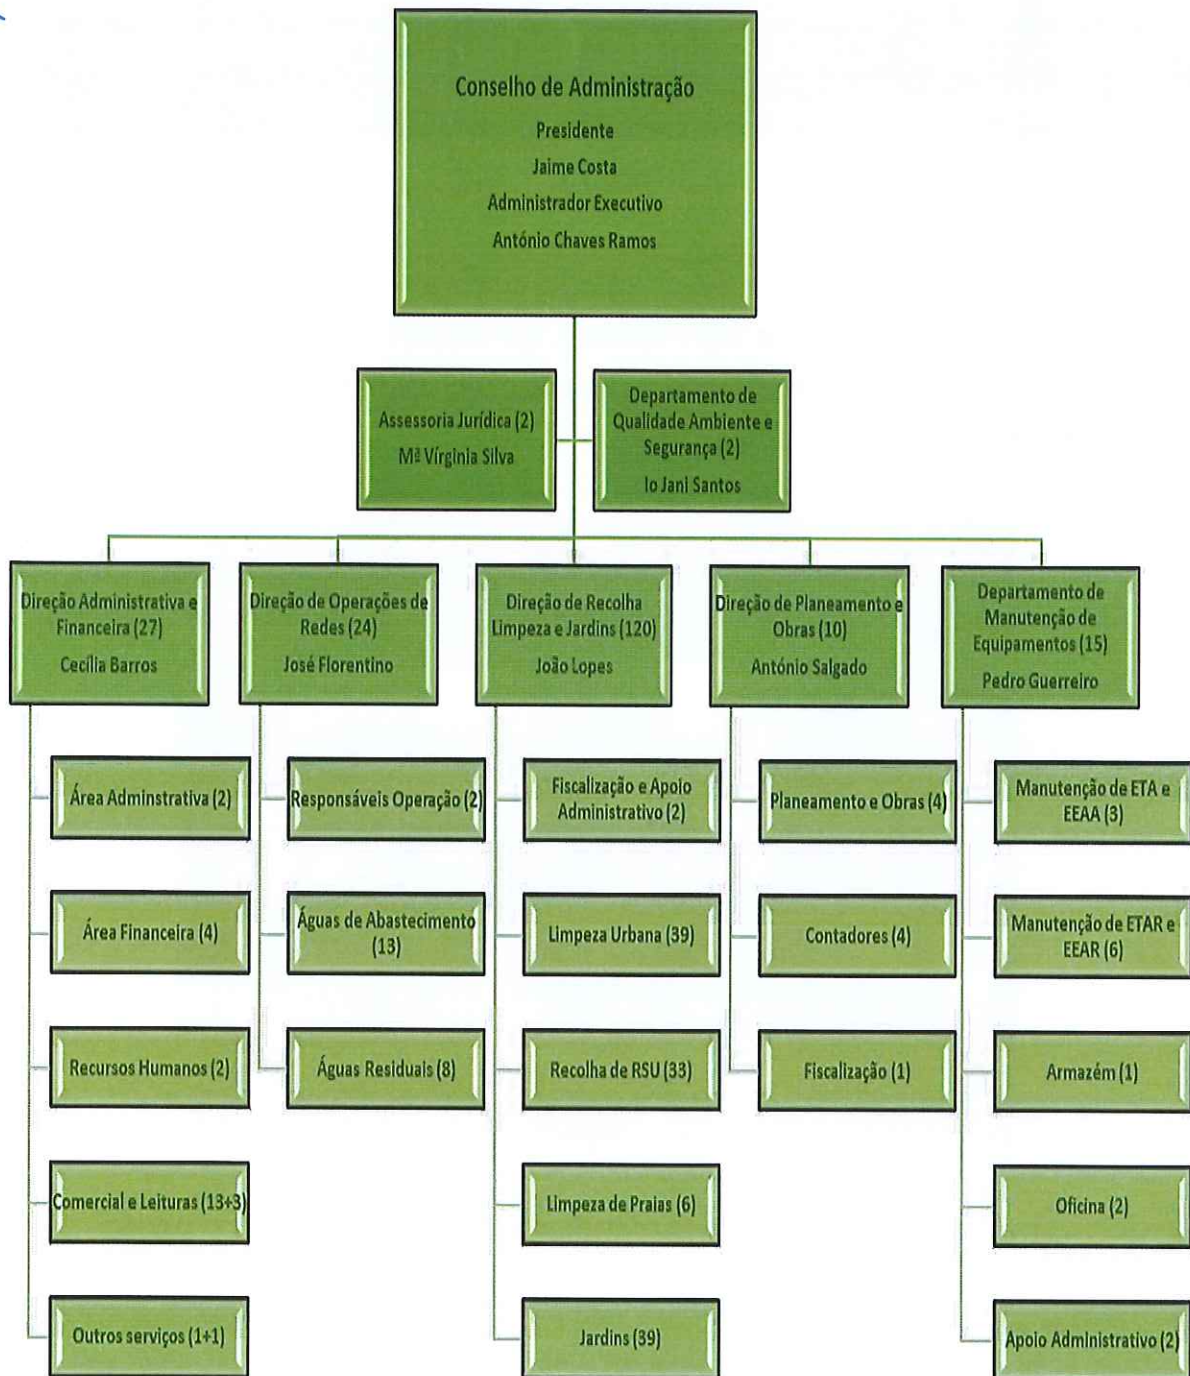 Conselho de Administração
Presidente
Jaime Costa
Administrador Executivo
António Chaves Ramos
Assessoria Jurídica (2)
Mª Vírginia Silva
Departamento de
Qualidade Ambiente e
Segurança (2)
Io Jani Santos
Direção Administrativa e
Financeira (27)
Cecília Barros
Direção de Operações de
Redes (24)
José Florentino
Direção de Recolha
Limpeza e Jardins (120)
João Lopes
Direção de Planeamento e
Obras (10)
António Salgado
Departamento de
Manutenção de
Equipamentos (15)
Pedro Guerreiro
Área Adminstrativa (2)
Área Financeira (4)
Recursos Humanos (2)
Comercial e Leituras (13+3)
Outros serviços (1+1)
Responsáveis Operação (2)
Águas de Abastecimento
(13)
Águas Residuais (8)
Fiscalização e Apoio
Administrativo (2)
Limpeza Urbana (39)
Recolha de RSU (33)
Limpeza de Praias (6)
Jardins (39)
Planeamento e Obras (4)
Contadores (4)
Fiscalização (1)
Manutenção de ETA e
EEAA (3)
Manutenção de ETAR e
EEAR (6)
Armazém (1)
Oficina (2)
Apoio Administrativo (2)